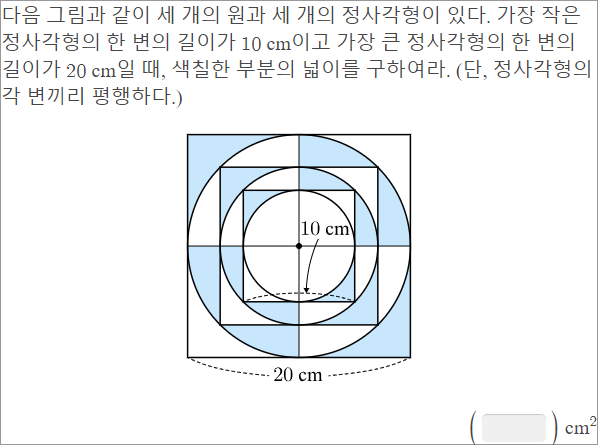 다음 그림과 같이 세 개의 원과 세 개의 정사각형이 있다. 가장 작은
정사각형의 한 변의 길이가 10 cm이고 가장 큰 정사각형의 한 변의
길이가 20 cm일 때, 색칠한 부분의 넓이를 구하여라. (단, 정사각형의
각 변끼리 평행하다.)
10 cm
20 cm
( ) cm²